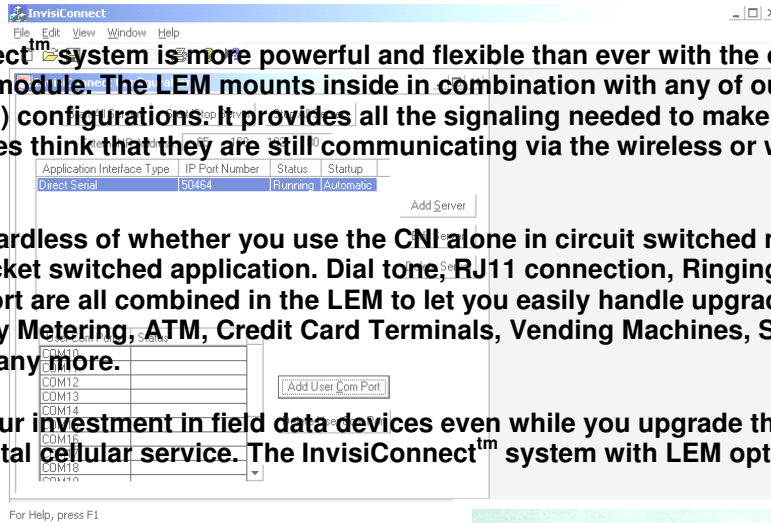 InvisiConnect
File Edit View Window Help
ect™ system is more powerful and flexible than ever with the
module. The LEM mounts inside in combination with any of ou
) configurations. It provides all the signaling needed to make
es think that they are still communicating via the wireless or
Application Interface Type IP Port Number Status Startup
Direct Serial 50464 Running Automatic
Add Server
ardless of whether you use the CNI alone in circuit switched
cket switched application. Dial tone, RJ11 connection, Ringing
ort are all combined in the LEM to let you easily handle upgrad
y Metering, ATM, Credit Card Terminals, Vending Machines, S
any more.
COM10
COM12
COM13
COM14
Add User Com Port
ur investment in field data devices even while you upgrade th
COM16
tal cellular service. The InvisiConnect™ system with LEM opt
COM18
For Help, press F1